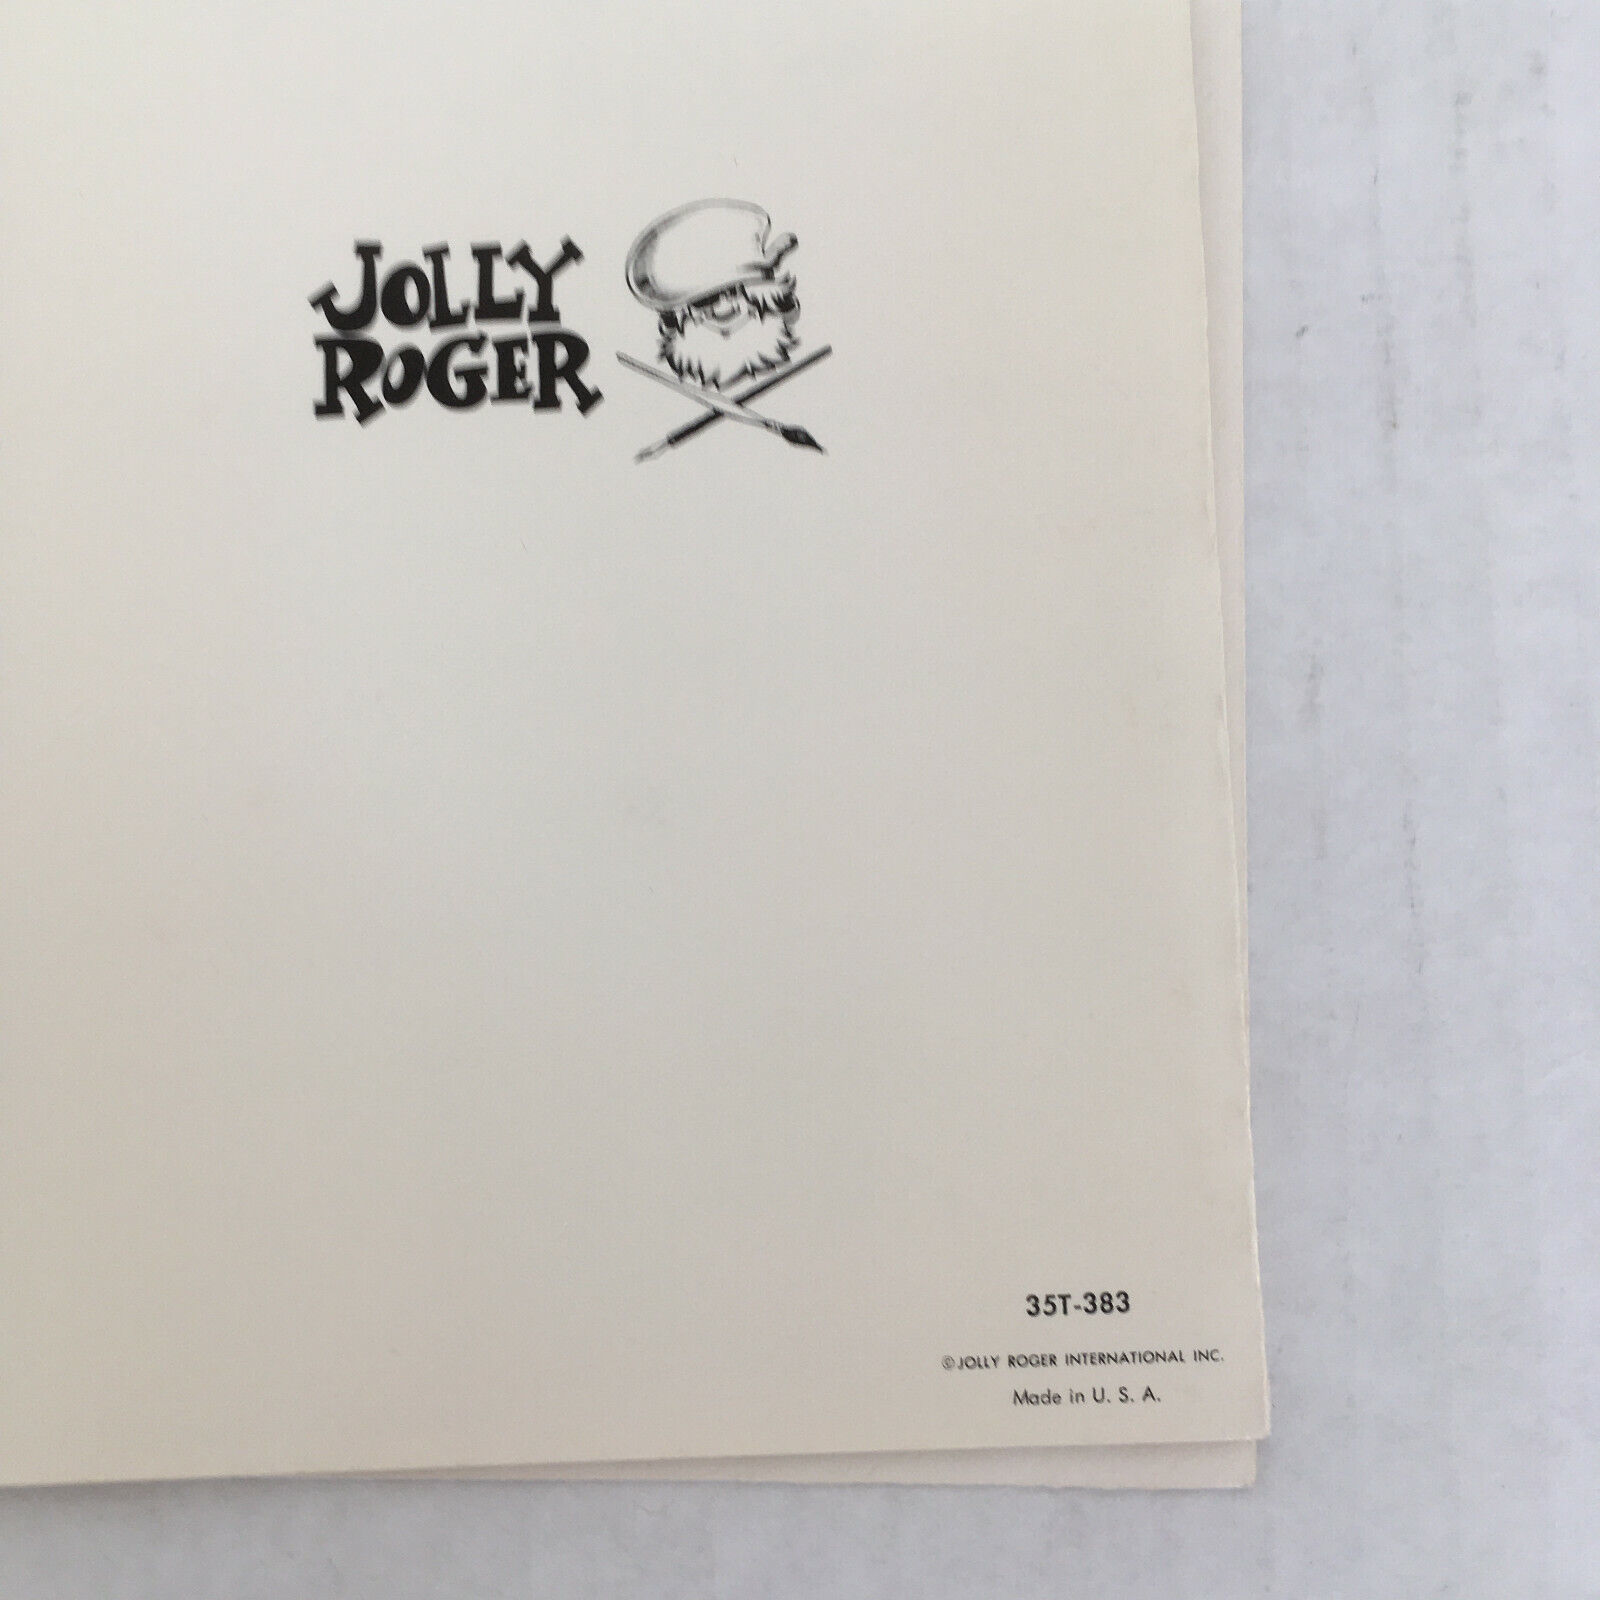 JOLLY
ROGER
35T-383
©JOLLY ROGER INTERNATIONAL INC.
Made in U. S. A.